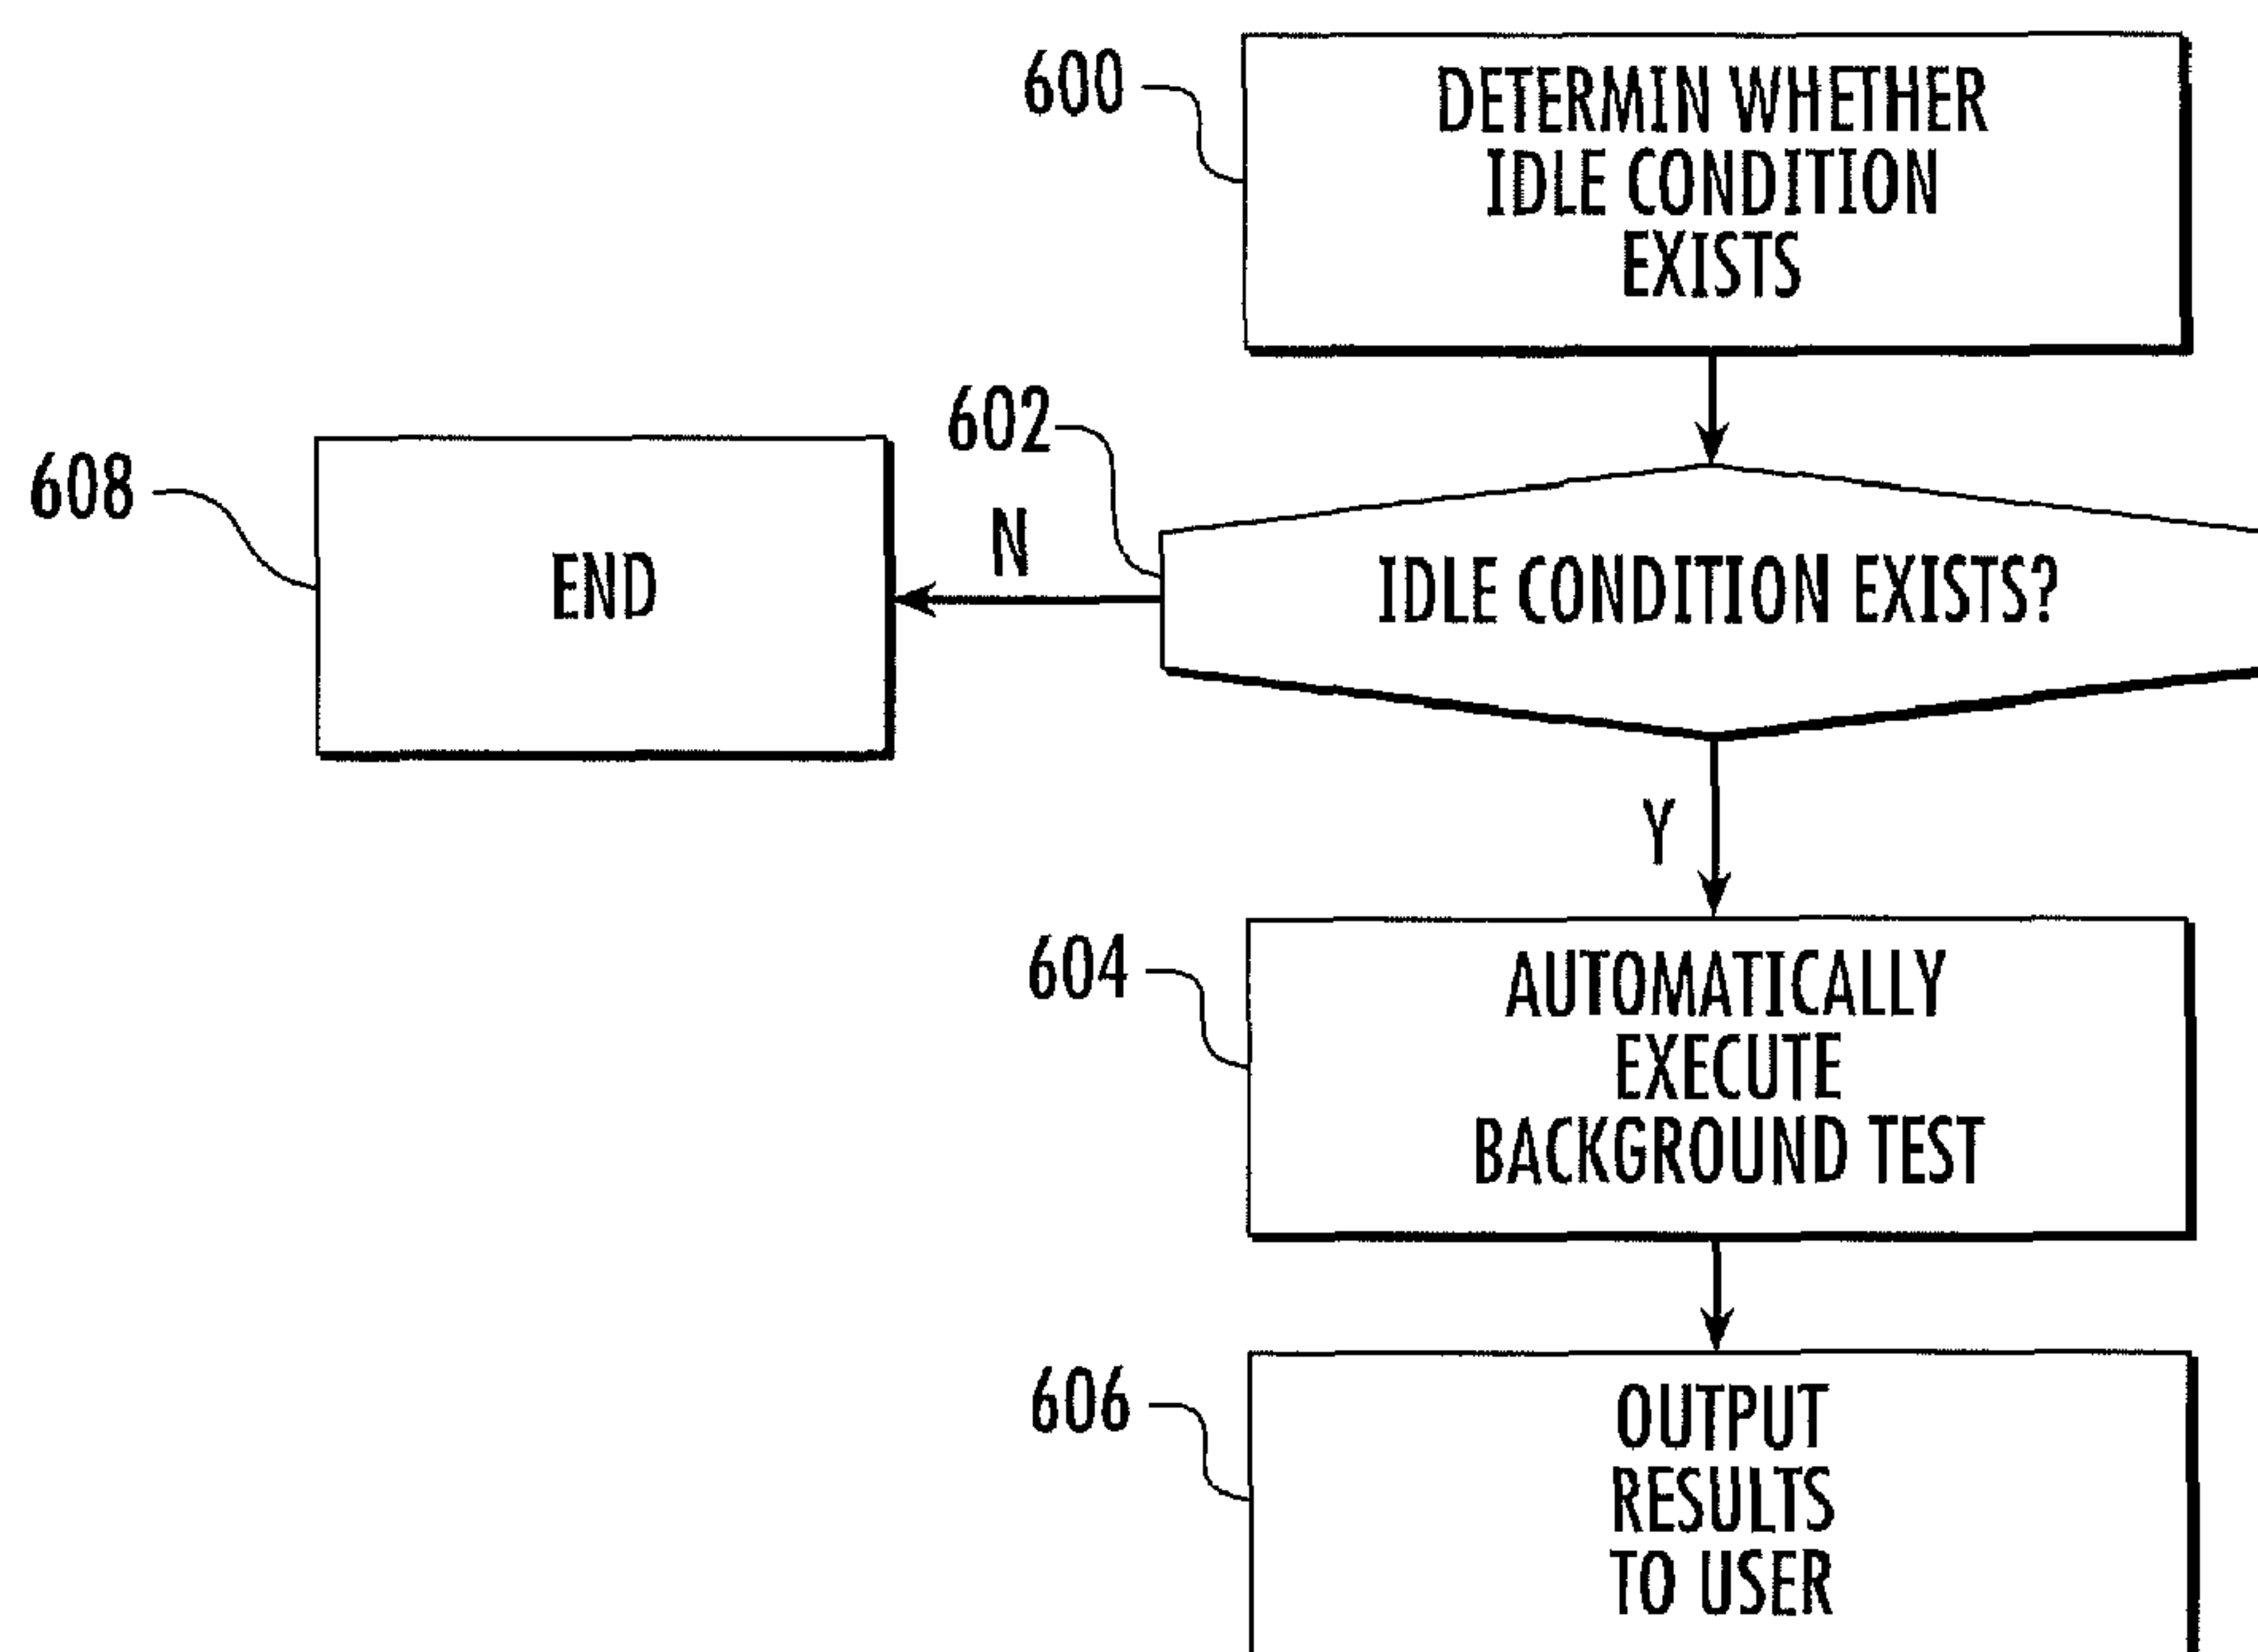 600
DETERMIN WHETHER
IDLE CONDITION
EXISTS
602
608
N
END
IDLE CONDITION EXISTS?
Y
604
AUTOMATICALLY
EXECUTE
BACKGROUND TEST
606
OUTPUT
RESULTS
TO USER